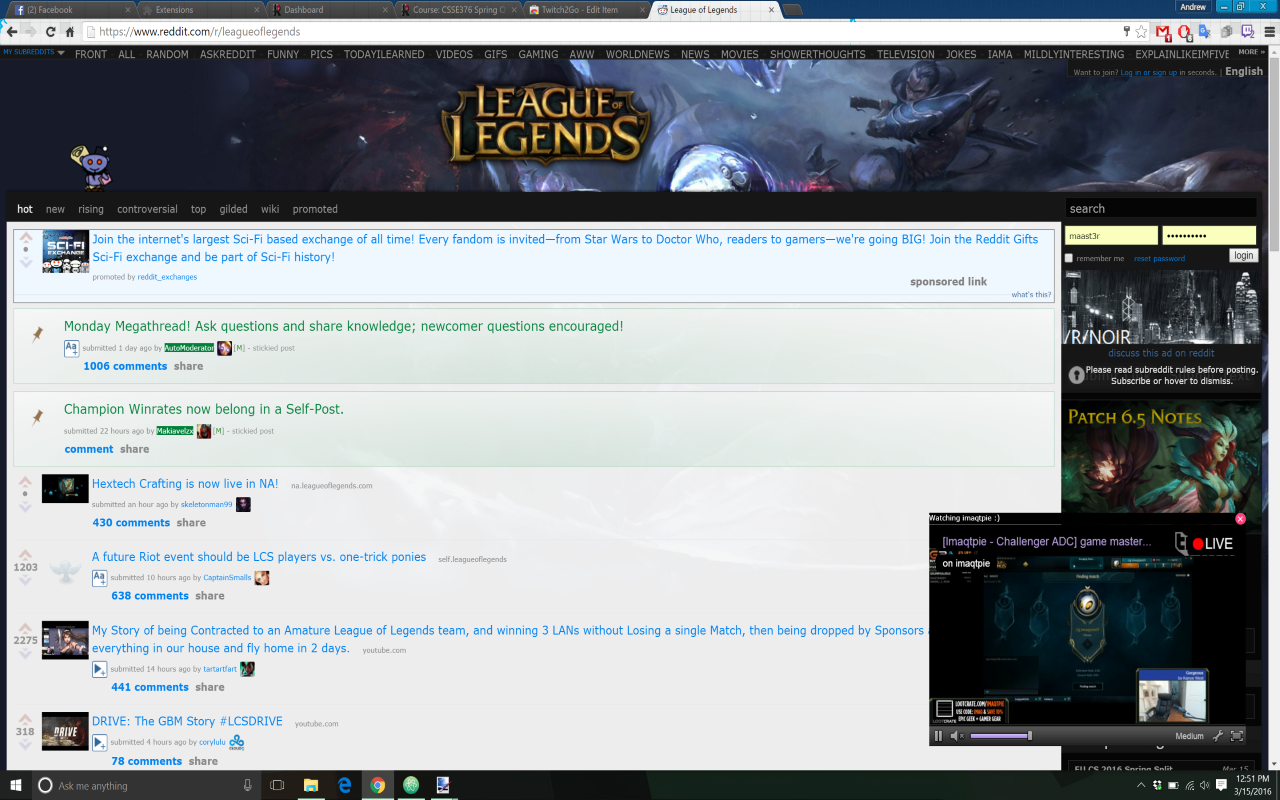 (2) Facebook
Extensions
Dashboard
Course: CSSE376 Spring
Twitch2Go - Edit Item
League of Legends
Andrew
https://www.reddit.com/r/leagueoflegends
MY SUBREDDITS FRONT ALL RANDOM ASKREDDIT FUNNY PICS TODAYILEARNED VIDEOS GIFS GAMING AWW WORLDNEWS NEWS MOVIES SHOWERTHOUGHTS TELEVISION JOKES IAMA MILDLYINTERESTING EXPLAINLIKEIMFIVE MORE »
Want to join? Log in or sign up in seconds. | English
LEAGUE OF
LEGENDS
hot new rising controversial top gilded wiki promoted
search
SCI-FI
EXCHANGE
Join the internet's largest Sci-Fi based exchange of all time! Every fandom is invited—from Star Wars to Doctor Who, readers to gamers—we're going BIG! Join the Reddit Gifts
Sci-Fi exchange and be part of Sci-Fi history!
promoted by reddit_exchanges
sponsored link
what's this?
maast3r ••••••••••
remember me reset password login
/R/NOIR
discuss this ad on reddit
Please read subreddit rules before posting.
Subscribe or hover to dismiss.
PATCH 6.5 NOTES
Monday Megathread! Ask questions and share knowledge; newcomer questions encouraged!
Aa submitted 1 day ago by AutoModerator [M] - stickied post
1006 comments share
Champion Winrates now belong in a Self-Post.
submitted 22 hours ago by Makiavelzx [M] - stickied post
comment share
Hextech Crafting is now live in NA! na.leagueoflegends.com
submitted an hour ago by skeletonman99
430 comments share
1203
A future Riot event should be LCS players vs. one-trick ponies self.leagueoflegends
Aa submitted 10 hours ago by CaptainSmalls
638 comments share
2275
My Story of being Contracted to an Amature League of Legends team, and winning 3 LANs without Losing a single Match, then being dropped by Sponsors
everything in our house and fly home in 2 days. youtube.com
submitted 14 hours ago by tartartfart
441 comments share
318
DRIVE
DRIVE: The GBM Story #LCSDRIVE youtube.com
submitted 4 hours ago by corylulu
78 comments share
Watching imaqtpie :)
[Imaqtpie - Challenger ADC] game master...
LIVE
on imaqtpie
Finding match
LOOTCRATE.COM/IMAQTPIE
USE CODE: IMAQ & SAVE 10%
EPIC GEEK + GAMER GEAR
LOOTCRATE
Gorgeous
Medium
EU LCS 2016 Spring Split Mar 15
Ask me anything
12:51 PM
3/15/2016